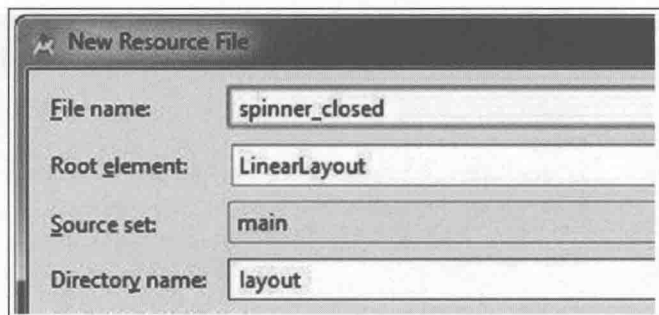 New Resource File
File name: spinner_closed
Root element: LinearLayout
Source set: main
Directory name: layout